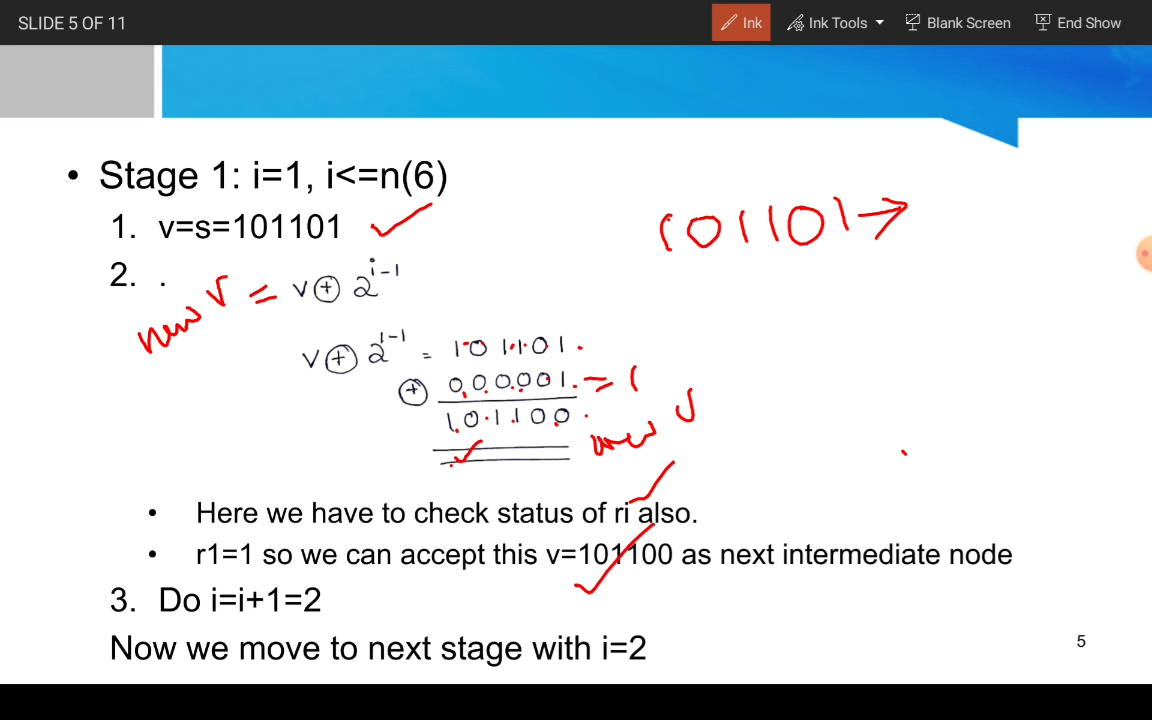 SLIDE 5 OF 11 Ink Ink Tools Blank Screen End Show
• Stage 1: i=1, i<=n(6)
1. v=s=101101
101101→
2. .
new v = v ⊕ 2^{i-1}
v ⊕ 2^{i-1} = 101101
⊕ 000001 = 1
101100 new v
• Here we have to check status of ri also.
• r1=1 so we can accept this v=101100 as next intermediate node
3. Do i=i+1=2
Now we move to next stage with i=2
5